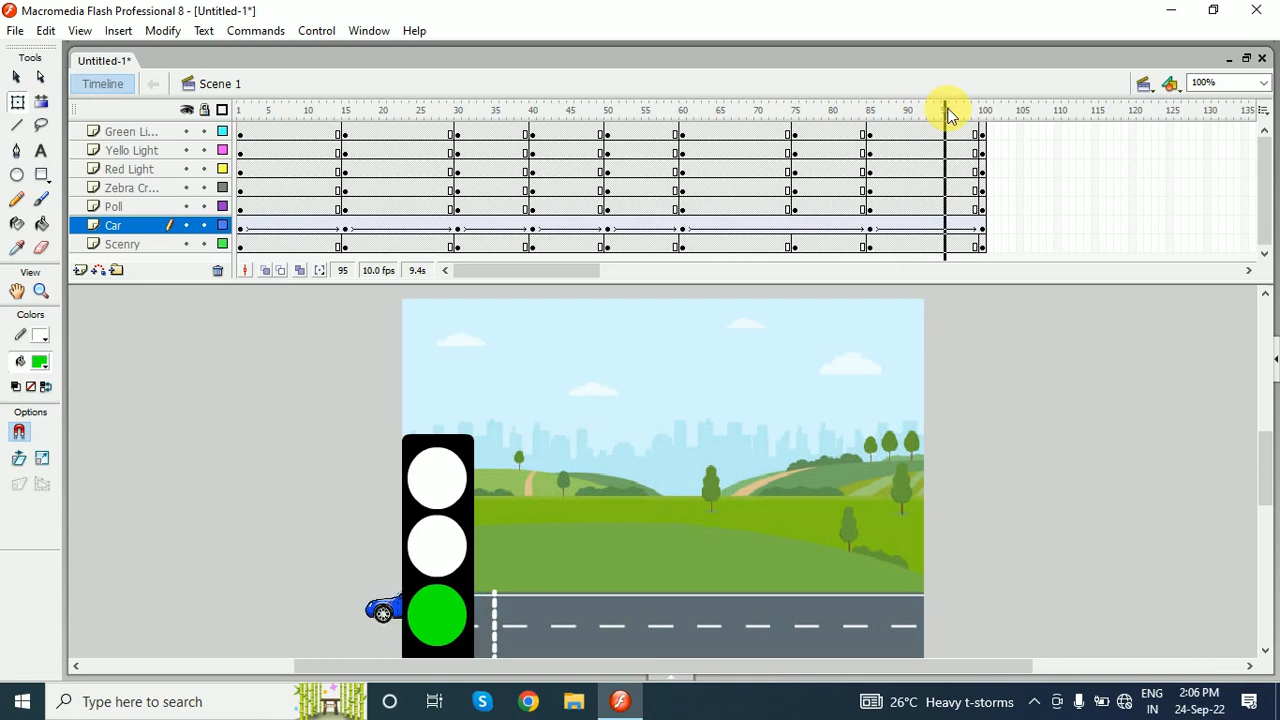 Macromedia Flash Professional 8 - [Untitled-1*]
File Edit View Insert Modify Text Commands Control Window Help
Tools
Untitled-1*
Timeline
Scene 1
100%
1 5 10 15 20 25 30 35 40 45 50 55 60 65 70 75 80 85 90 95 100 105 110 115 120 125 130 135
Green Li...
Yello Light
Red Light
Zebra Cr...
Poll
Car
Scenry
95 10.0 fps 9.4s
View
Colors
Options
Type here to search
26°C Heavy t-storms
ENG
IN
2:06 PM
24-Sep-22